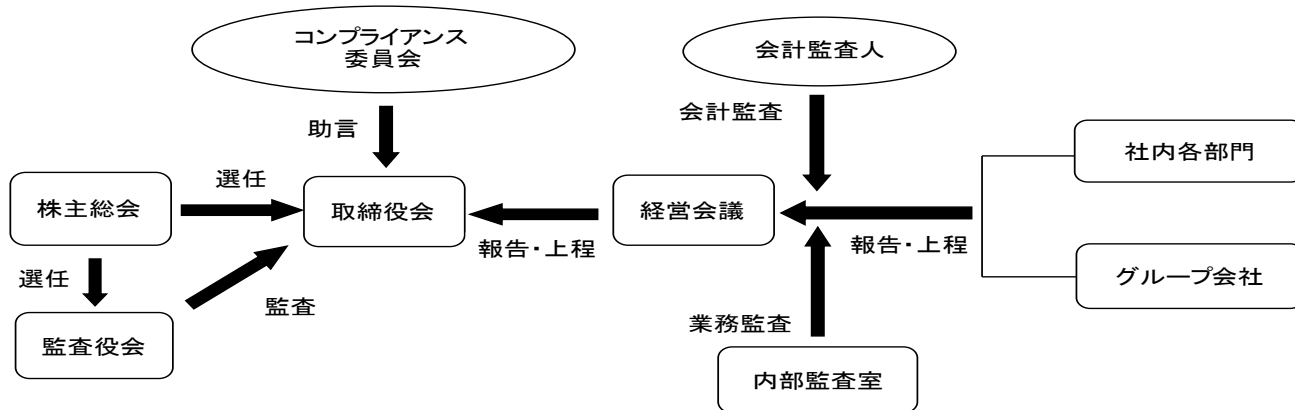 コンプライアンス
委員会
会計監査人
助言
会計監査
社内各部門
株主総会
選任
取締役会
経営会議
報告・上程
報告・上程
選任
監査
グループ会社
監査役会
業務監査
内部監査室